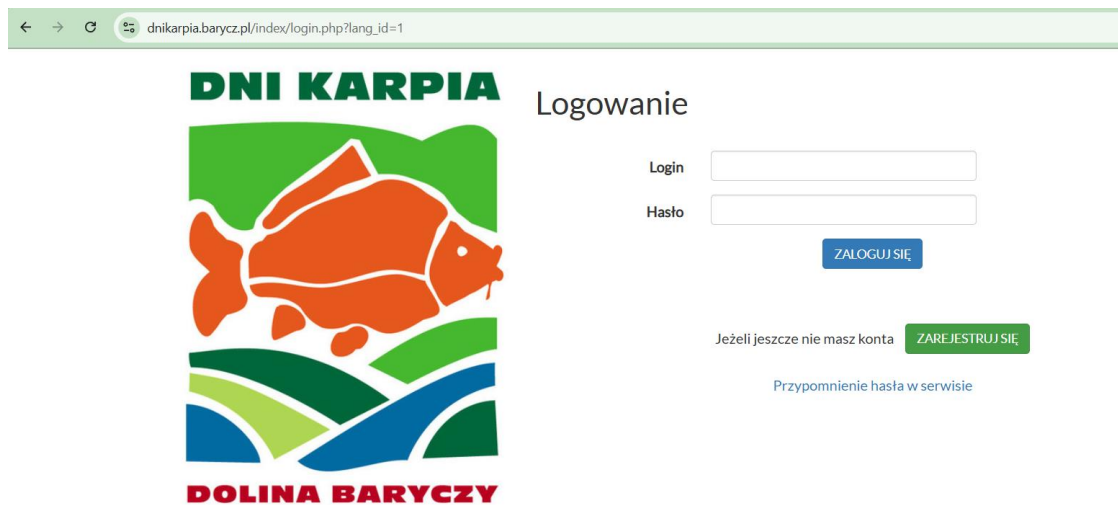 dnikarpia.barycz.pl/index/login.php?lang_id=1
DNI KARPIA
DOLINA BARYCZY
Logowanie
Login
Hasło
ZALOGUJ SIĘ
Jeżeli jeszcze nie masz konta ZAREJESTRUJ SIĘ
Przypomnienie hasła w serwisie